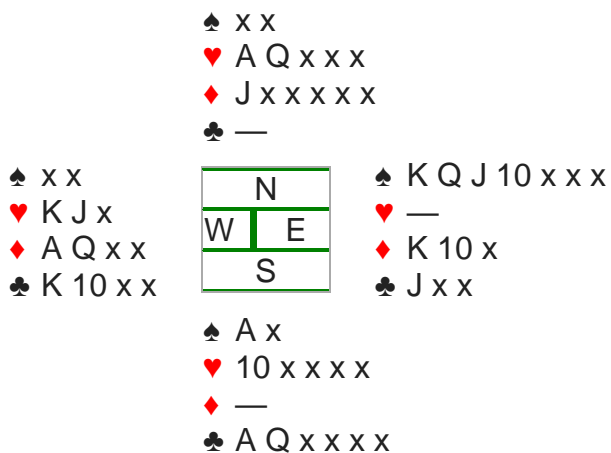 ♠ x x
♥ A Q x x x
♦ J x x x x x
♣ —
♠ x x
♥ K J x
♦ A Q x x
♣ K 10 x x
N
W E
S
♠ K Q J 10 x x x
♥ —
♦ K 10 x
♣ J x x
♠ A x
♥ 10 x x x x
♦ —
♣ A Q x x x x